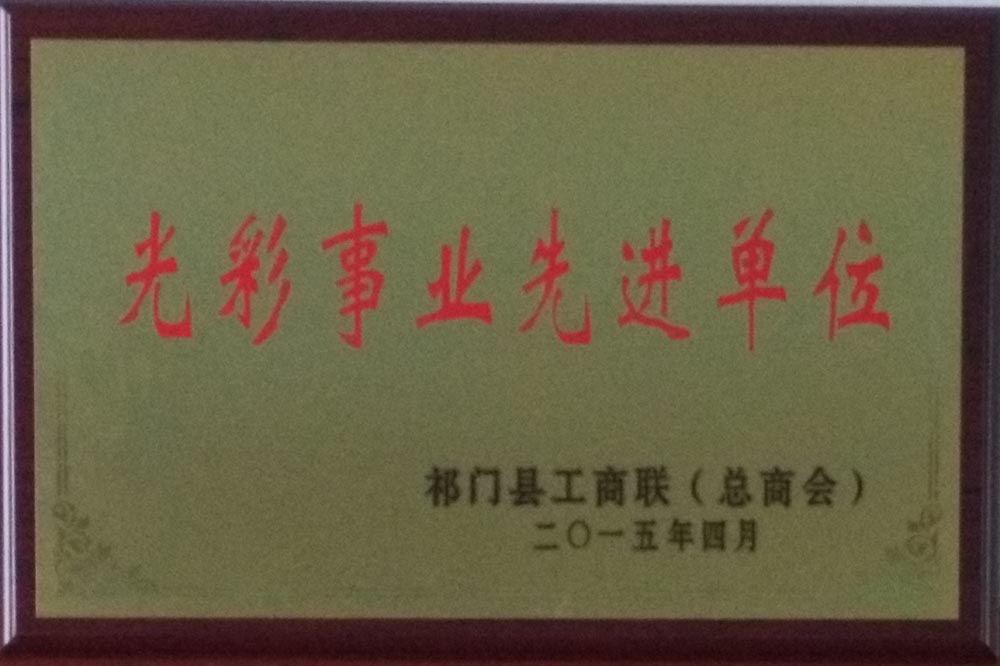 光彩事业先进单位
祁门县工商联（总商会）
二〇一五年四月